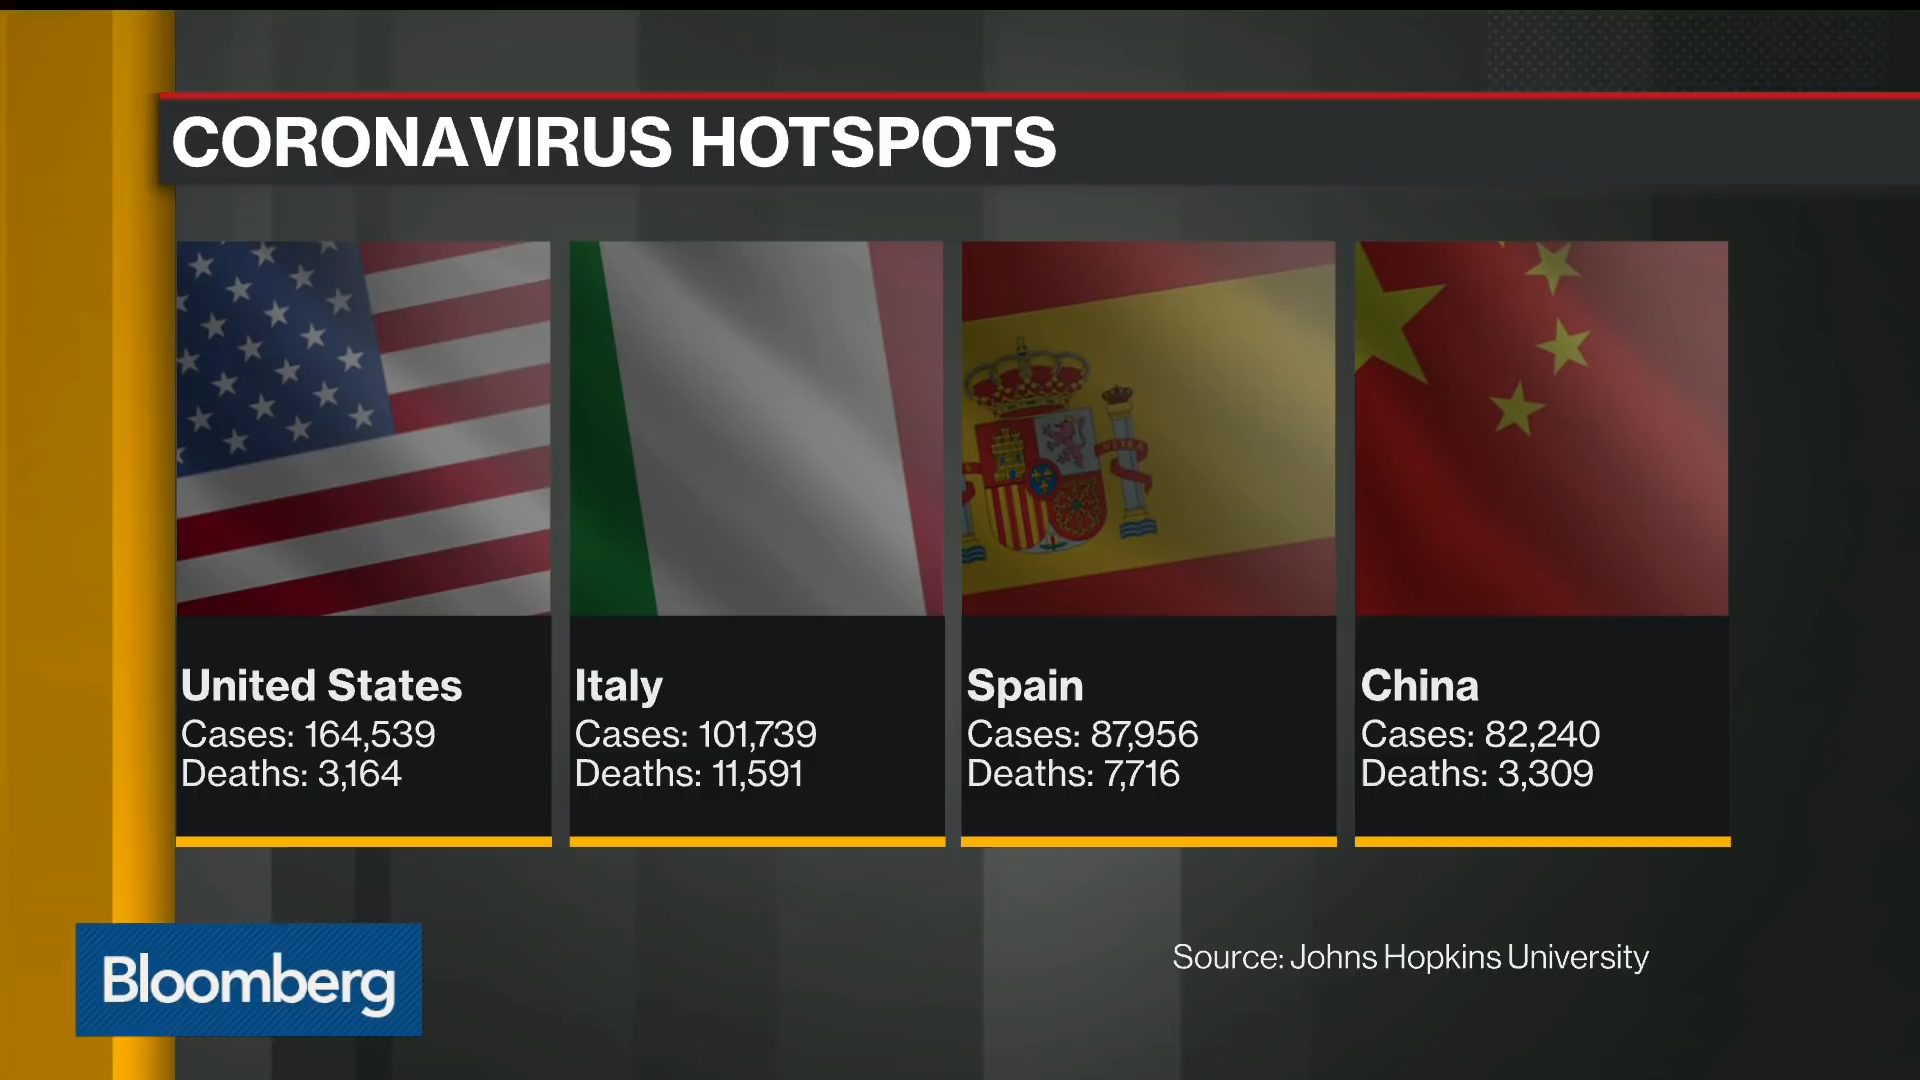 CORONAVIRUS HOTSPOTS
United States
Cases: 164,539
Deaths: 3,164
Italy
Cases: 101,739
Deaths: 11,591
Spain
Cases: 87,956
Deaths: 7,716
China
Cases: 82,240
Deaths: 3,309
Bloomberg
Source: Johns Hopkins University